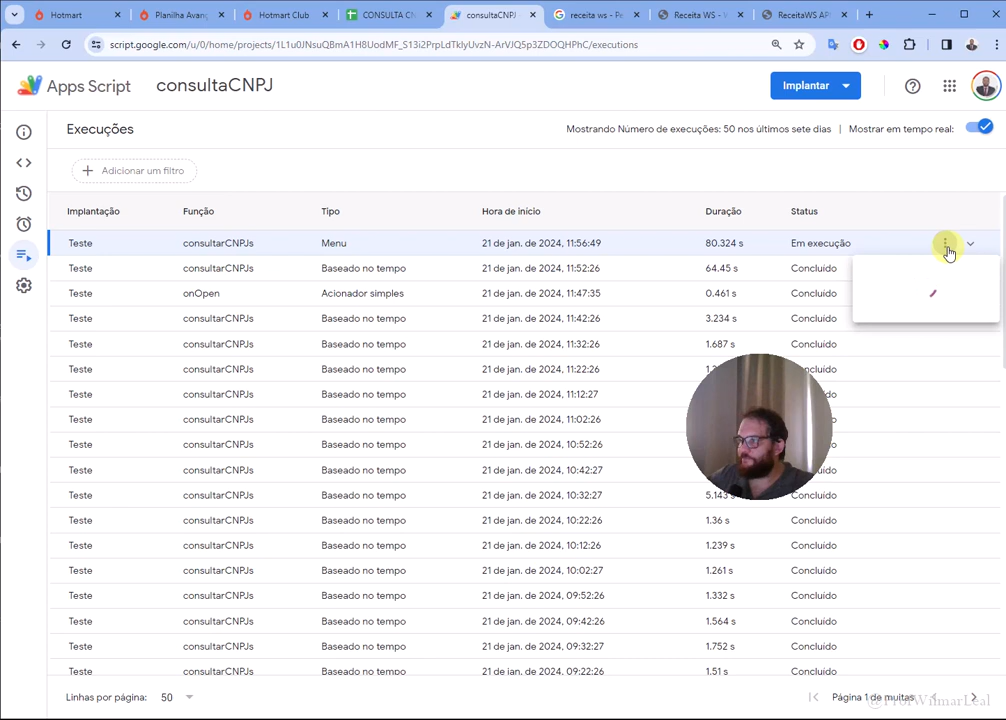 Hotmart
Planilha Avanç
Hotmart Club
CONSULTA CN
consultaCNPJ
receita ws - Pe
Receita WS - W
ReceitaWS API
script.google.com/u/0/home/projects/1L1u0JNsuQBmA1H8UodMF_S13i2PrpLdTklyUvzN-ArVJQ5p3ZDOQHPhC/executions
Apps Script
consultaCNPJ
Implantar
Execuções
Mostrando Número de execuções: 50 nos últimos sete dias | Mostrar em tempo real:
Adicionar um filtro
Implantação Função Tipo Hora de início Duração Status
Teste consultarCNPJs Menu 21 de jan. de 2024, 11:56:49 80.324 s Em execução
Teste consultarCNPJs Baseado no tempo 21 de jan. de 2024, 11:52:26 64.45 s Concluído
Teste onOpen Acionador simples 21 de jan. de 2024, 11:47:35 0.461 s Concluído
Teste consultarCNPJs Baseado no tempo 21 de jan. de 2024, 11:42:26 3.234 s Concluído
Teste consultarCNPJs Baseado no tempo 21 de jan. de 2024, 11:32:26 1.687 s Concluído
Teste consultarCNPJs Baseado no tempo 21 de jan. de 2024, 11:22:26
Teste consultarCNPJs Baseado no tempo 21 de jan. de 2024, 11:12:27
Teste consultarCNPJs Baseado no tempo 21 de jan. de 2024, 11:02:26
Teste consultarCNPJs Baseado no tempo 21 de jan. de 2024, 10:52:26
Teste consultarCNPJs Baseado no tempo 21 de jan. de 2024, 10:42:27
Teste consultarCNPJs Baseado no tempo 21 de jan. de 2024, 10:32:27 5.143 s Concluído
Teste consultarCNPJs Baseado no tempo 21 de jan. de 2024, 10:22:26 1.36 s Concluído
Teste consultarCNPJs Baseado no tempo 21 de jan. de 2024, 10:12:26 1.239 s Concluído
Teste consultarCNPJs Baseado no tempo 21 de jan. de 2024, 10:02:27 1.261 s Concluído
Teste consultarCNPJs Baseado no tempo 21 de jan. de 2024, 09:52:26 1.332 s Concluído
Teste consultarCNPJs Baseado no tempo 21 de jan. de 2024, 09:42:26 1.564 s Concluído
Teste consultarCNPJs Baseado no tempo 21 de jan. de 2024, 09:32:27 1.752 s Concluído
Teste consultarCNPJs Baseado no tempo 21 de jan. de 2024, 09:22:26 1.51 s Concluído
Linhas por página: 50 Página 1 de muitas
@ProfWilmarLeal